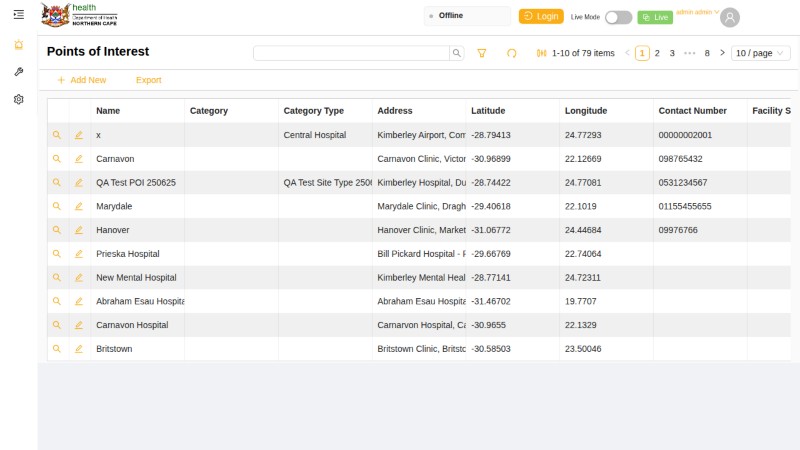 health
Department of Health
NORTHERN CAPE
Offline
Login
Live Mode
Live
admin admin
Points of Interest
1-10 of 79 items
1 2 3 ••• 8
10 / page
Add New
Export
Name Category Category Type Address Latitude Longitude Contact Number Facility S
x Central Hospital Kimberley Airport, Com -28.79413 24.77293 00000002001
Carnavon Carnavon Clinic, Victor -30.96899 22.12669 098765432
QA Test POI 250625 QA Test Site Type 2506 Kimberley Hospital, Du -28.74422 24.77081 0531234567
Marydale Marydale Clinic, Dragh -29.40618 22.1019 01155455655
Hanover Hanover Clinic, Market -31.06772 24.44684 09976766
Prieska Hospital Bill Pickard Hospital - P -29.66769 22.74064
New Mental Hospital Kimberley Mental Heal -28.77141 24.72311
Abraham Esau Hospita Abraham Esau Hospita -31.46702 19.7707
Carnavon Hospital Carnarvon Hospital, Ca -30.9655 22.1329
Britstown Britstown Clinic, Britsto -30.58503 23.50046